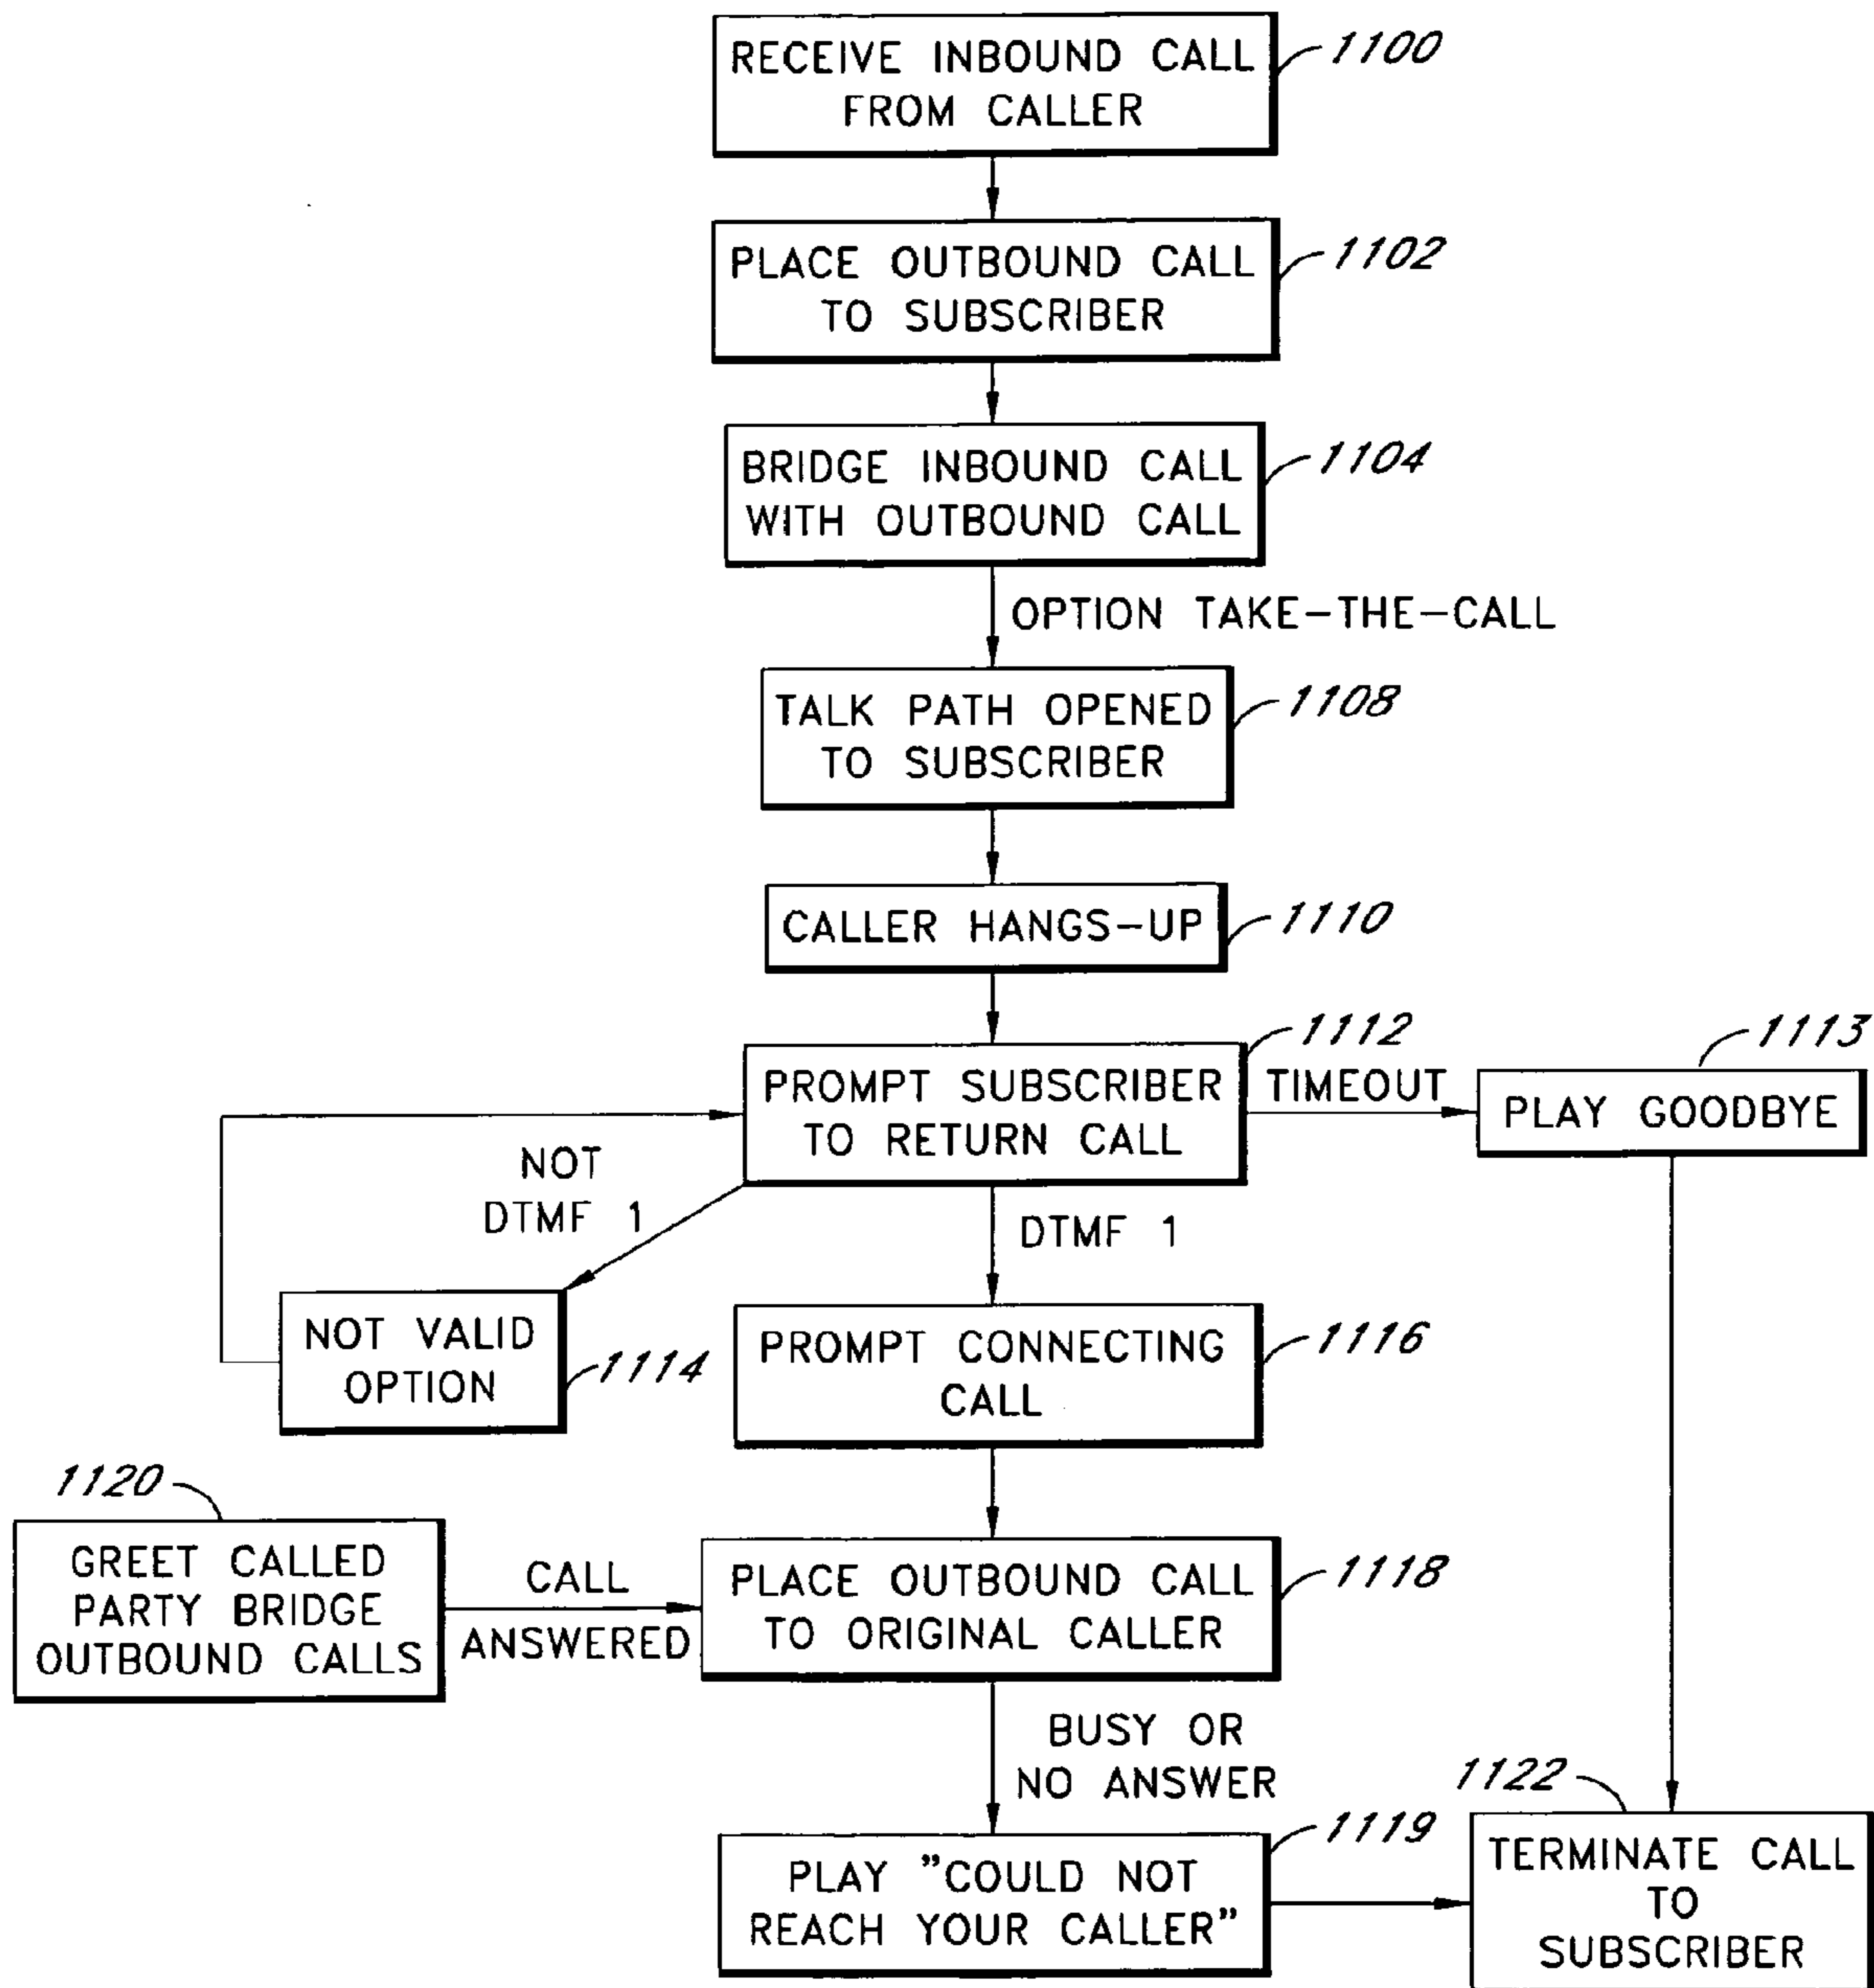 RECEIVE INBOUND CALL
FROM CALLER
1100
PLACE OUTBOUND CALL
TO SUBSCRIBER
1102
BRIDGE INBOUND CALL
WITH OUTBOUND CALL
1104
OPTION TAKE-THE-CALL
TALK PATH OPENED
TO SUBSCRIBER
1108
CALLER HANGS-UP
1110
PROMPT SUBSCRIBER
TO RETURN CALL
1112
TIMEOUT
1113
PLAY GOODBYE
NOT
DTMF 1
DTMF 1
NOT VALID
OPTION
1114
PROMPT CONNECTING
CALL
1116
1120
GREET CALLED
PARTY BRIDGE
OUTBOUND CALLS
CALL
ANSWERED
PLACE OUTBOUND CALL
TO ORIGINAL CALLER
1118
BUSY OR
NO ANSWER
PLAY "COULD NOT
REACH YOUR CALLER"
1119
1122
TERMINATE CALL
TO
SUBSCRIBER